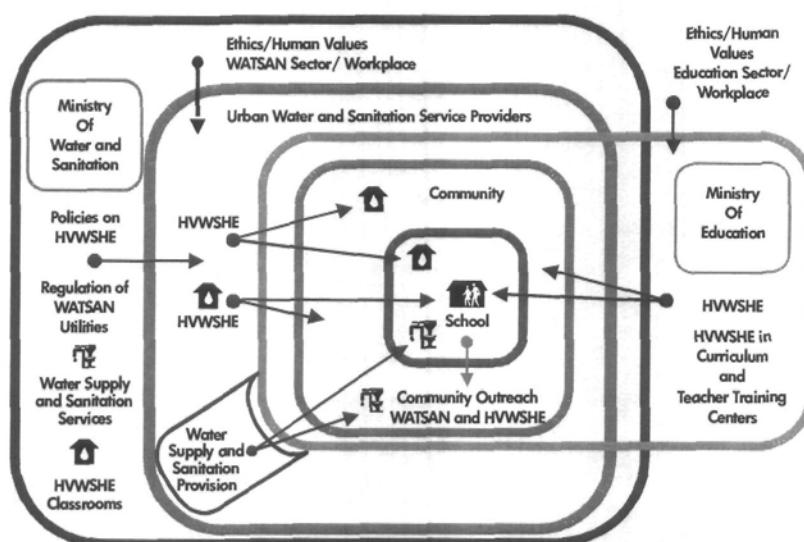 Ethics/Human Values
WATSAN Sector/ Workplace
Ethics/Human
Values
Education Sector/
Workplace
Ministry
Of
Water and
Sanitation
Urban Water and Sanitation Service Providers
Community
Ministry
Of
Education
Policies on
HVWSHE
HVWSHE
Regulation of
WATSAN
Utilities
HVWSHE
School
HVWSHE
HVWSHE in
Curriculum
and
Teacher Training
Centers
Water Supply
and Sanitation
Services
Community Outreach
WATSAN and HVWSHE
Water
Supply and
Sanitation
Provision
HVWSHE
Classrooms